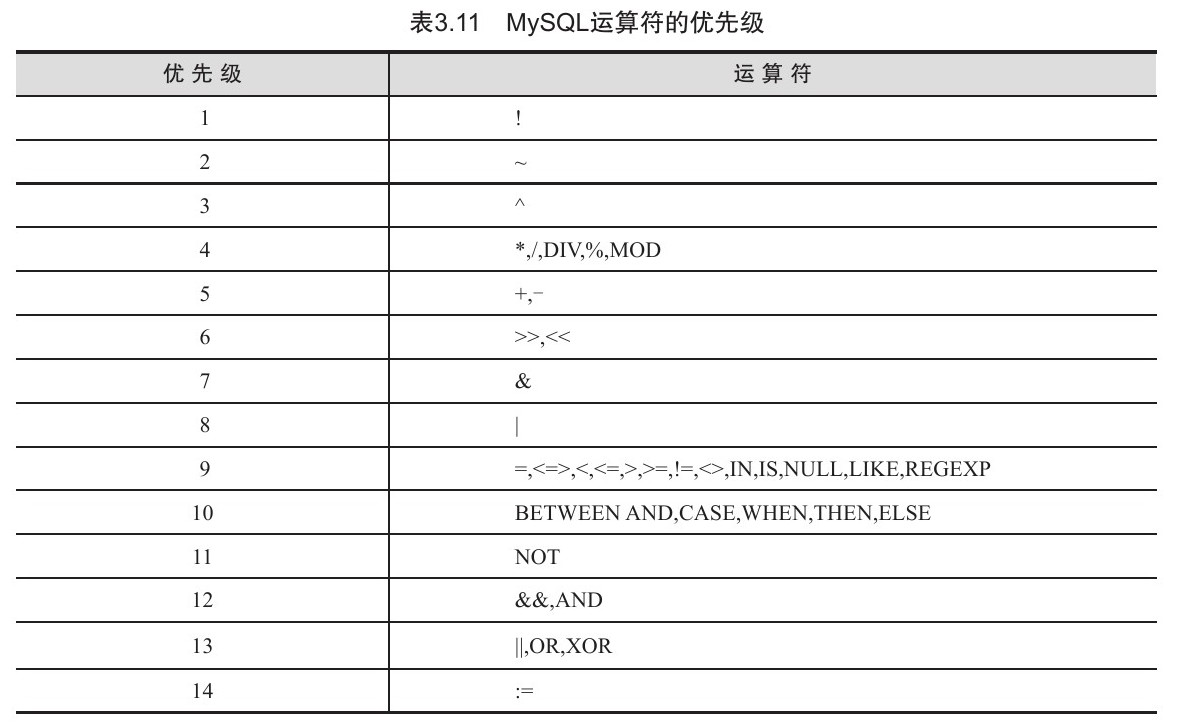 表3.11 MySQL运算符的优先级
优先级 运算符
1 !
2 ~
3 ^
4 *,/,DIV,%,MOD
5 +,−
6 >>,<<
7 &
8 |
9 =,<=>,<,<=,>,>=,!=,<>,IN,IS,NULL,LIKE,REGEXP
10 BETWEEN AND,CASE,WHEN,THEN,ELSE
11 NOT
12 &&,AND
13 ||,OR,XOR
14 :=